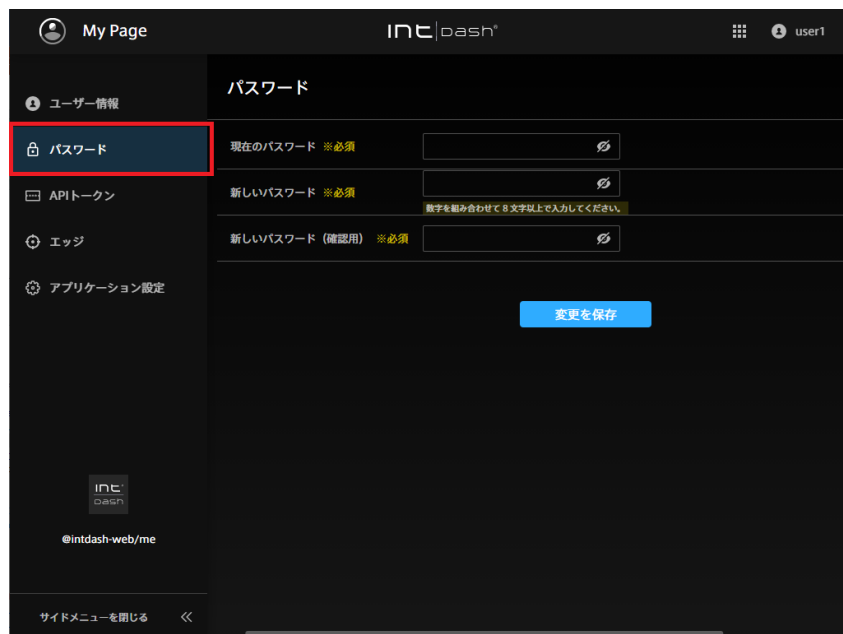 My Page
int|dash®
user1
ユーザー情報
パスワード
APIトークン
エッジ
アプリケーション設定
int
dash
@intdash-web/me
サイドメニューを閉じる
パスワード
現在のパスワード ※必須
新しいパスワード ※必須
数字を組み合わせて8文字以上で入力してください。
新しいパスワード（確認用） ※必須
変更を保存